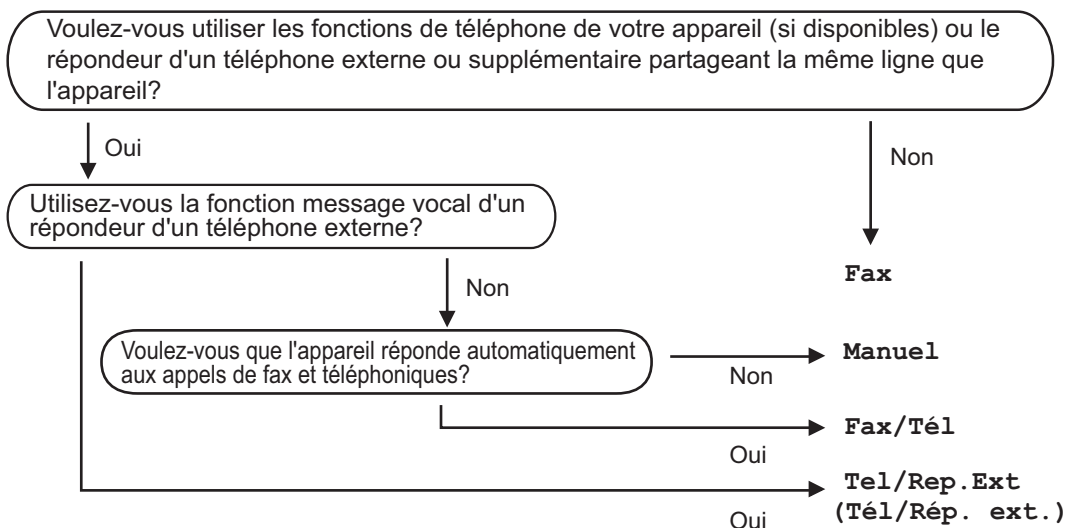 Voulez-vous utiliser les fonctions de téléphone de votre appareil (si disponibles) ou le
répondeur d'un téléphone externe ou supplémentaire partageant la même ligne que
l'appareil?
Oui
Non
Utilisez-vous la fonction message vocal d'un
répondeur d'un téléphone externe?
Fax
Non
Voulez-vous que l'appareil réponde automatiquement
aux appels de fax et téléphoniques?
Manuel
Non
Fax/Tél
Oui
Tel/Rep.Ext
(Tél/Rép. ext.)
Oui